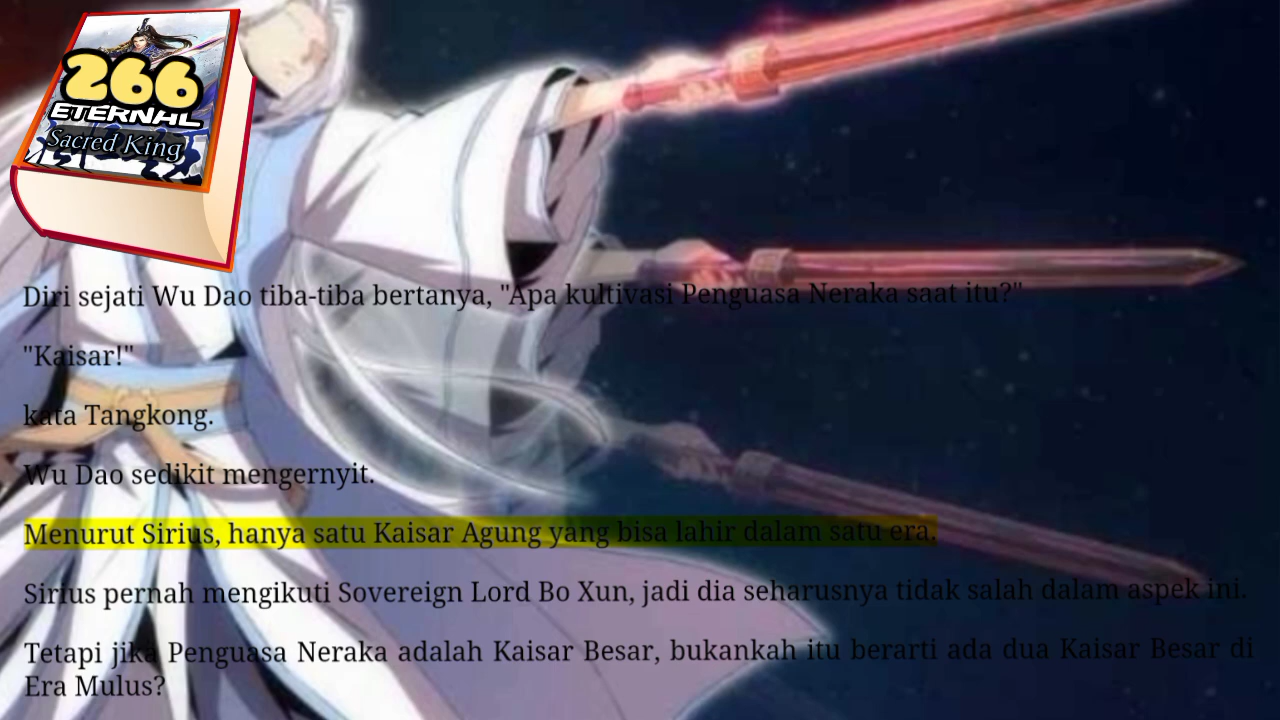 266
ETERNAL
Sacred King
Diri sejati Wu Dao tiba-tiba bertanya, "Apa kultivasi Penguasa Neraka saat itu?"
"Kaisar!"
kata Tangkong.
Wu Dao sedikit mengernyit.
Menurut Sirius, hanya satu Kaisar Agung yang bisa lahir dalam satu era.
Sirius pernah mengikuti Sovereign Lord Bo Xun, jadi dia seharusnya tidak salah dalam aspek ini.
Tetapi jika Penguasa Neraka adalah Kaisar Besar, bukankah itu berarti ada dua Kaisar Besar di
Era Mulus?